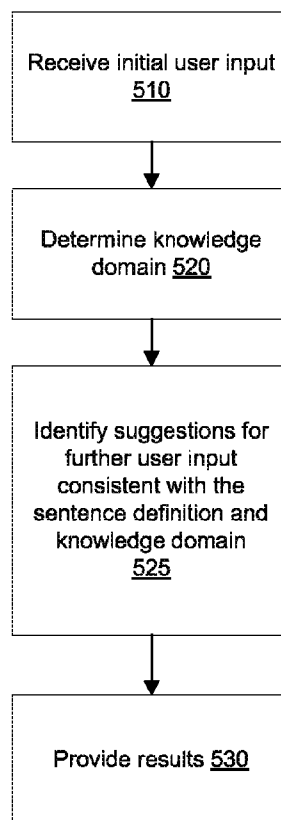 Receive initial user input
510
Determine knowledge
domain 520
Identify suggestions for
further user input
consistent with the
sentence definition and
knowledge domain
525
Provide results 530